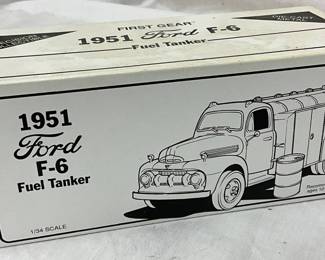 FIRST GEAR
1951 Ford F-6
Fuel Tanker
1951
Ford
F-6
Fuel Tanker
1/34 SCALE